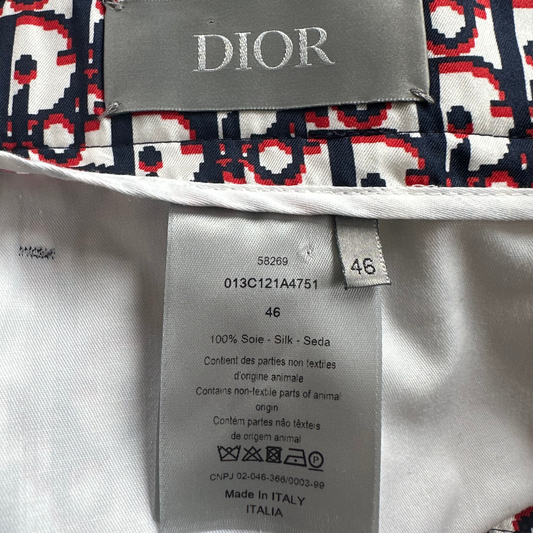 DIOR
46
58269
013C121A4751
46
100% Soie - Silk - Seda
Contient des parties non textiles
d'origine animale
Contains non-textile parts of animal
origin
Contém partes não têxteis
de origem animal
CNPJ 02-046-366/0003-99
Made In ITALY
ITALIA